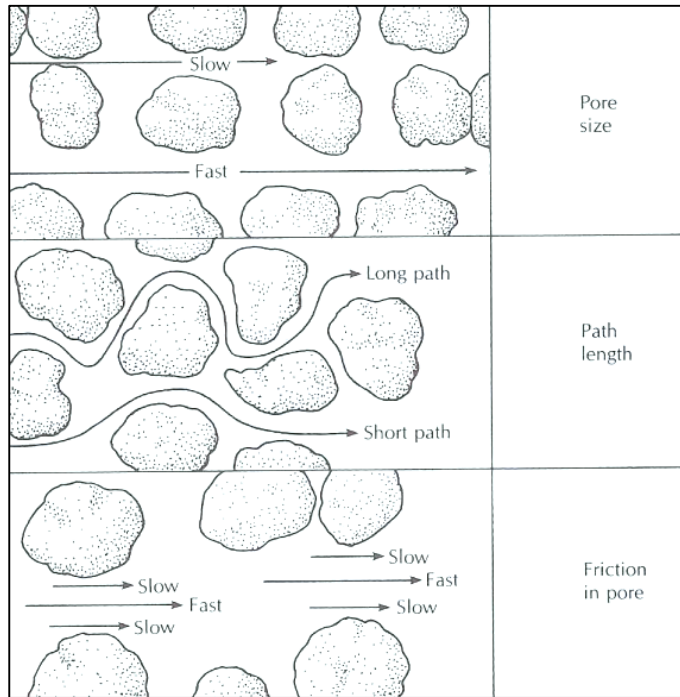 Slow
Fast
Pore
size
Long path
Short path
Path
length
Slow
Fast
Slow
Slow
Fast
Slow
Friction
in pore